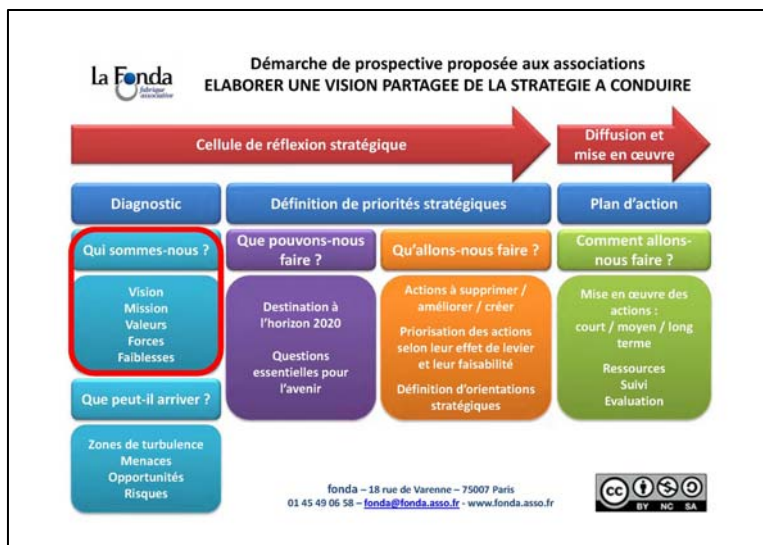 La Fonda
fabrique
associative
Démarche de prospective proposée aux associations
ELABORER UNE VISION PARTAGEE DE LA STRATEGIE A CONDUIRE
Cellule de réflexion stratégique
Diffusion et
mise en œuvre
Diagnostic
Définition de priorités stratégiques
Plan d'action
Qui sommes-nous ?
Vision
Mission
Valeurs
Forces
Faiblesses
Que peut-il arriver ?
Zones de turbulence
Menaces
Opportunités
Risques
Que pouvons-nous
faire ?
Destination à
l'horizon 2020
Questions
essentielles pour
l'avenir
Qu'allons-nous faire ?
Actions à supprimer /
améliorer / créer
Priorisation des actions
selon leur effet de levier
et leur faisabilité
Définition d'orientations
stratégiques
Comment allons-
nous faire ?
Mise en œuvre des
actions :
court / moyen / long
terme
Ressources
Suivi
Evaluation
fonda – 18 rue de Varenne – 75007 Paris
01 45 49 06 58 – fonda@fonda.asso.fr - www.fonda.asso.fr
cc
BY NC SA